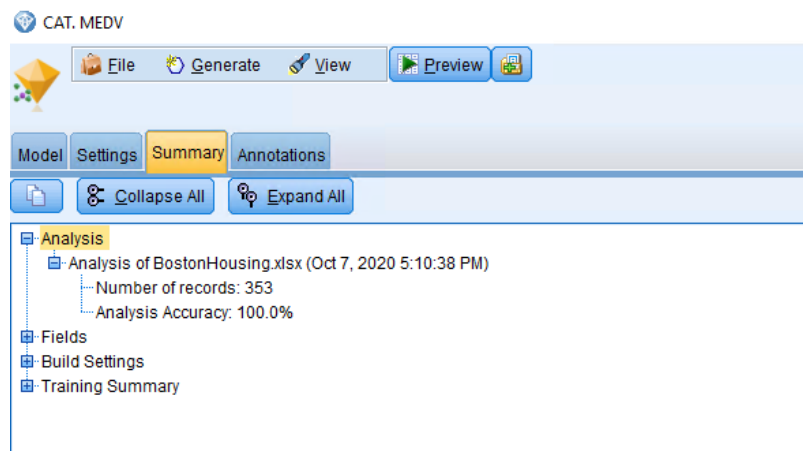 CAT. MEDV
File Generate View Preview
Model Settings Summary Annotations
Collapse All Expand All
Analysis
Analysis of BostonHousing.xlsx (Oct 7, 2020 5:10:38 PM)
Number of records: 353
Analysis Accuracy: 100.0%
Fields
Build Settings
Training Summary